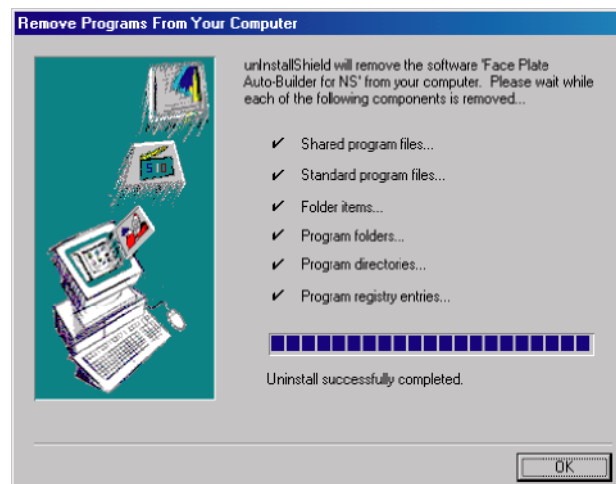 Remove Programs From Your Computer
unInstallShield will remove the software 'Face Plate
Auto-Builder for NS' from your computer. Please wait while
each of the following components is removed...
✔ Shared program files...
✔ Standard program files...
✔ Folder items...
✔ Program folders...
✔ Program directories...
✔ Program registry entries...
Uninstall successfully completed.
OK